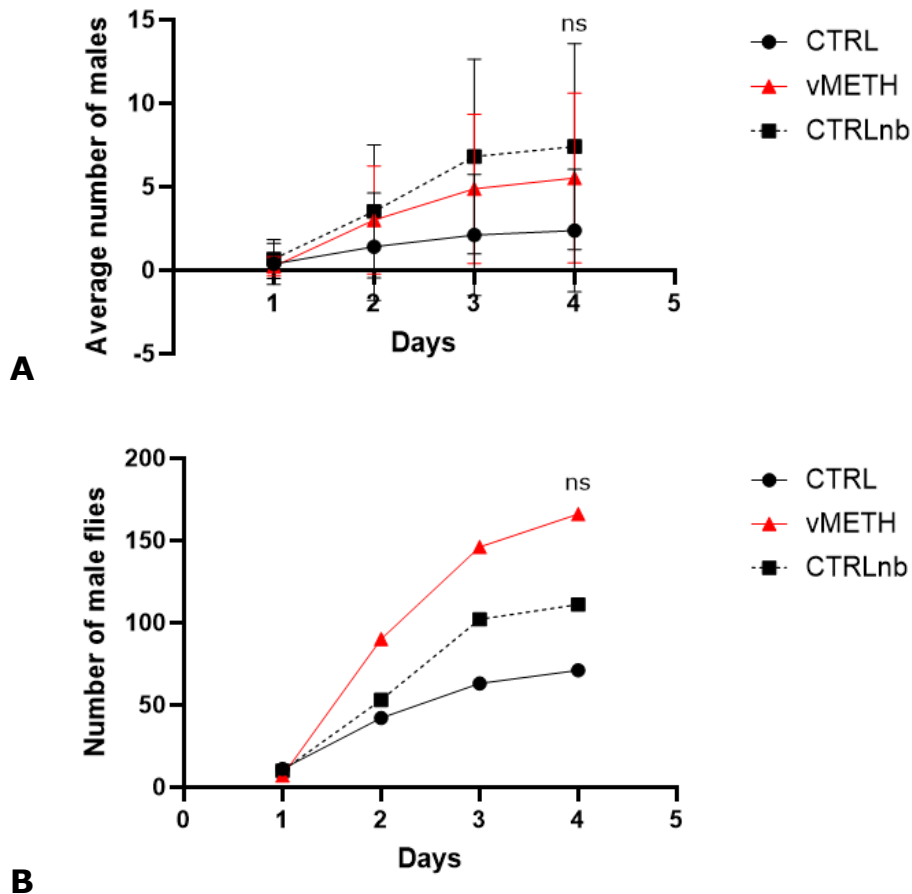 15
10
5
0
-5
Average number of males
1 2 3 4 5
Days
ns
CTRL
vMETH
CTRLnb
A
200
150
100
50
0
Number of male flies
0 1 2 3 4 5
Days
ns
CTRL
vMETH
CTRLnb
B